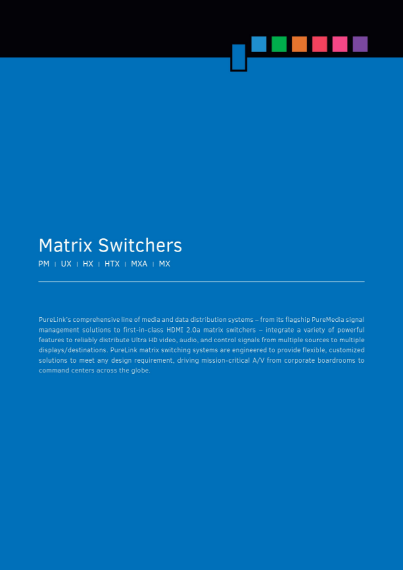 Matrix Switchers
PM | UX | HX | HTX | MXA | MX
PureLink's comprehensive line of media and data distribution systems – from its flagship PureMedia signal
management solutions to first-in-class HDMI 2.0a matrix switchers – integrate a variety of powerful
features to reliably distribute Ultra HD video, audio, and control signals from multiple sources to multiple
displays/destinations. PureLink matrix switching systems are engineered to provide flexible, customized
solutions to meet any design requirement, driving mission-critical A/V from corporate boardrooms to
command centers across the globe.